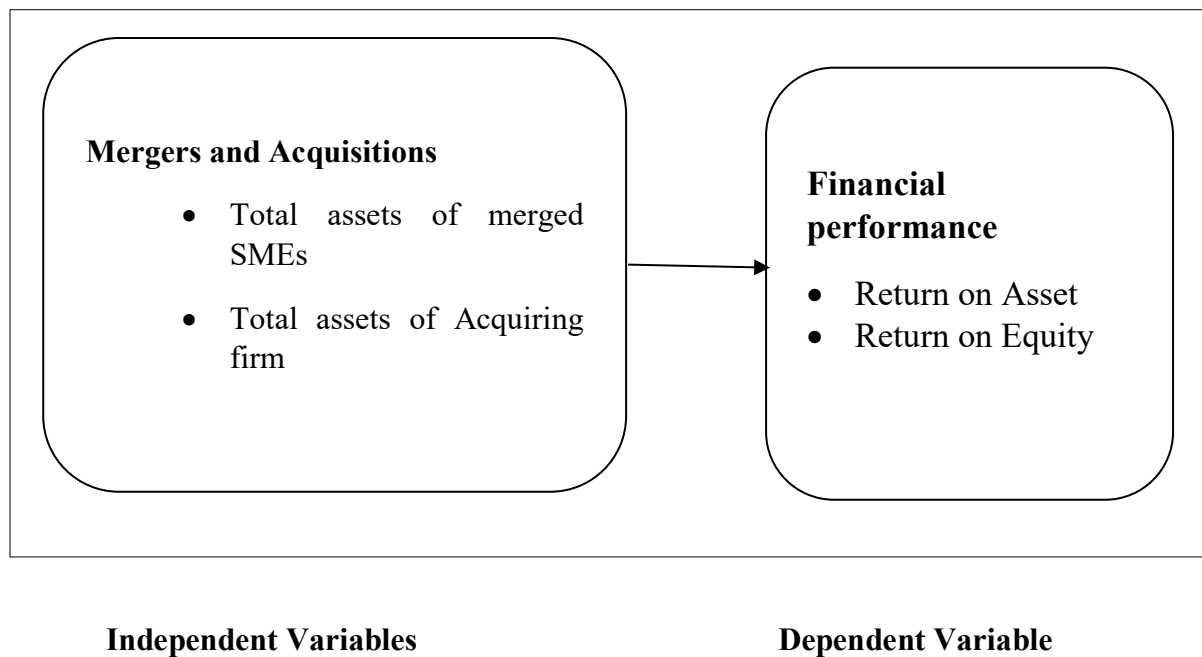 Mergers and Acquisitions
• Total assets of merged
SMEs
• Total assets of Acquiring
firm
Financial
performance
• Return on Asset
• Return on Equity
Independent Variables
Dependent Variable